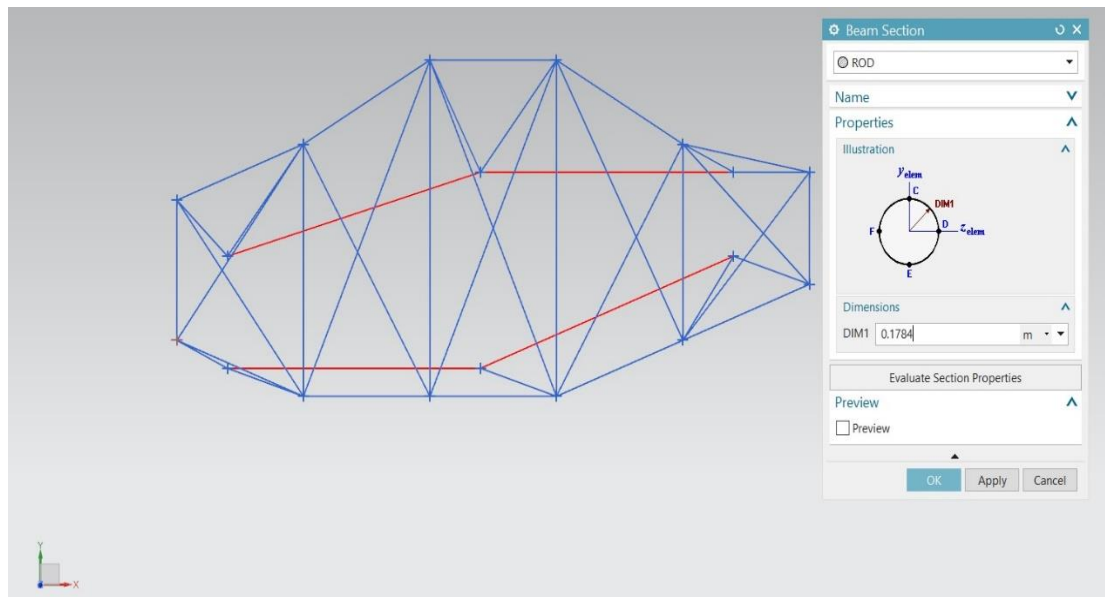 Beam Section
ROD
Name
Properties
Illustration
yelem
C
DIM1
F
D
zelem
E
Dimensions
DIM1 0.1784 m
Evaluate Section Properties
Preview
Preview
OK Apply Cancel
Y
X